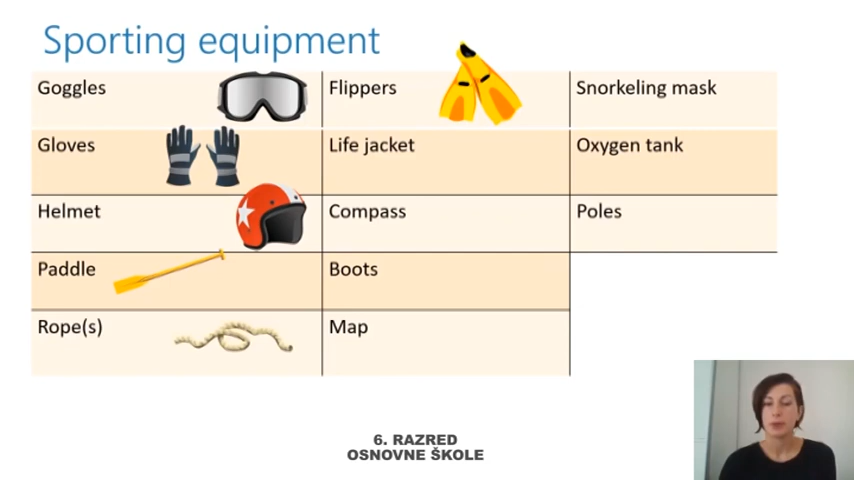 Sporting equipment
Goggles
Flippers
Snorkeling mask
Gloves
Life jacket
Oxygen tank
Helmet
Compass
Poles
Paddle
Boots
Rope(s)
Map
6. RAZRED
OSNOVNE ŠKOLE